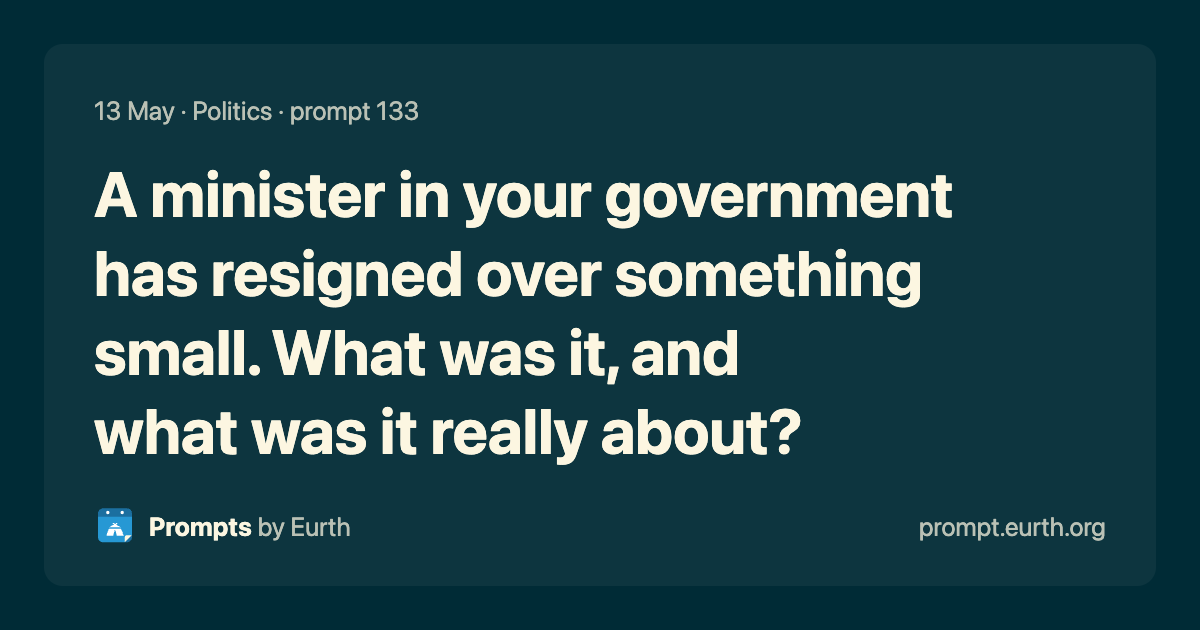 13 May · Politics · prompt 133
A minister in your government
has resigned over something
small. What was it, and
what was it really about?
Prompts by Eurth
prompt.eurth.org